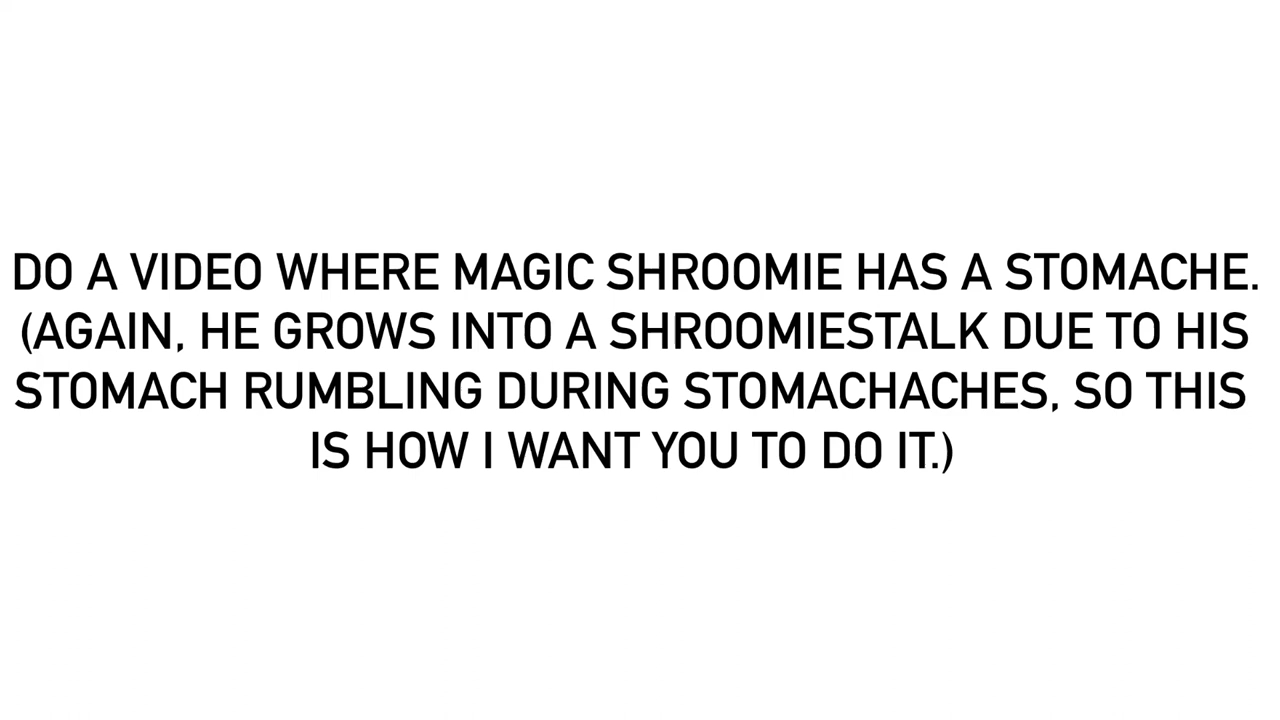 DO A VIDEO WHERE MAGIC SHROOMIE HAS A STOMACHE.
(AGAIN, HE GROWS INTO A SHROOMIESTALK DUE TO HIS
STOMACH RUMBLING DURING STOMACHACHES, SO THIS
IS HOW I WANT YOU TO DO IT.)